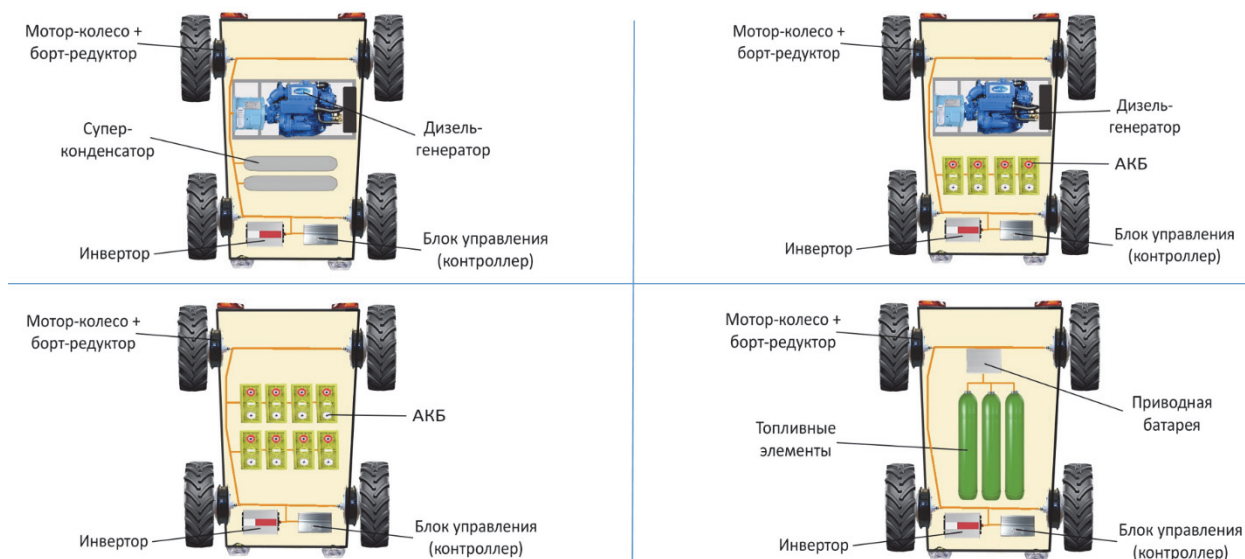 Мотор-колесо +
борт-редуктор
Супер-
конденсатор
Дизель-
генератор
Инвертор
Блок управления
(контроллер)
Мотор-колесо +
борт-редуктор
Дизель-
генератор
АКБ
Инвертор
Блок управления
(контроллер)
Мотор-колесо +
борт-редуктор
АКБ
Инвертор
Блок управления
(контроллер)
Мотор-колесо +
борт-редуктор
Топливные
элементы
Приводная
батарея
Инвертор
Блок управления
(контроллер)